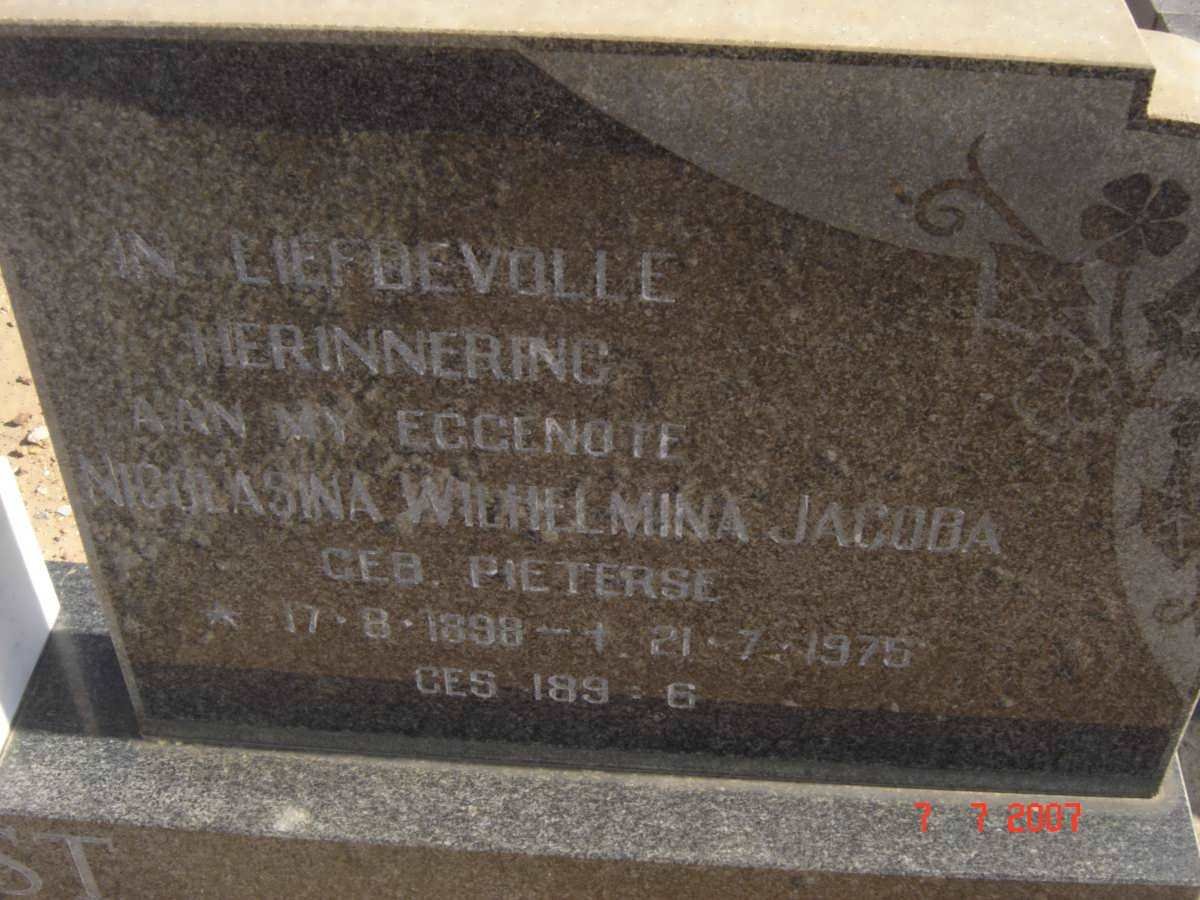 IN LIEFDEVOLLE
HERINNERING
AAN MY EGGENOTE
NICOLASINA WILHELMINA JACOBA
GEB. PIETERSE
* 17·8·1898 – † 21·7·1975
GES 189:6
ST
7 7 2007